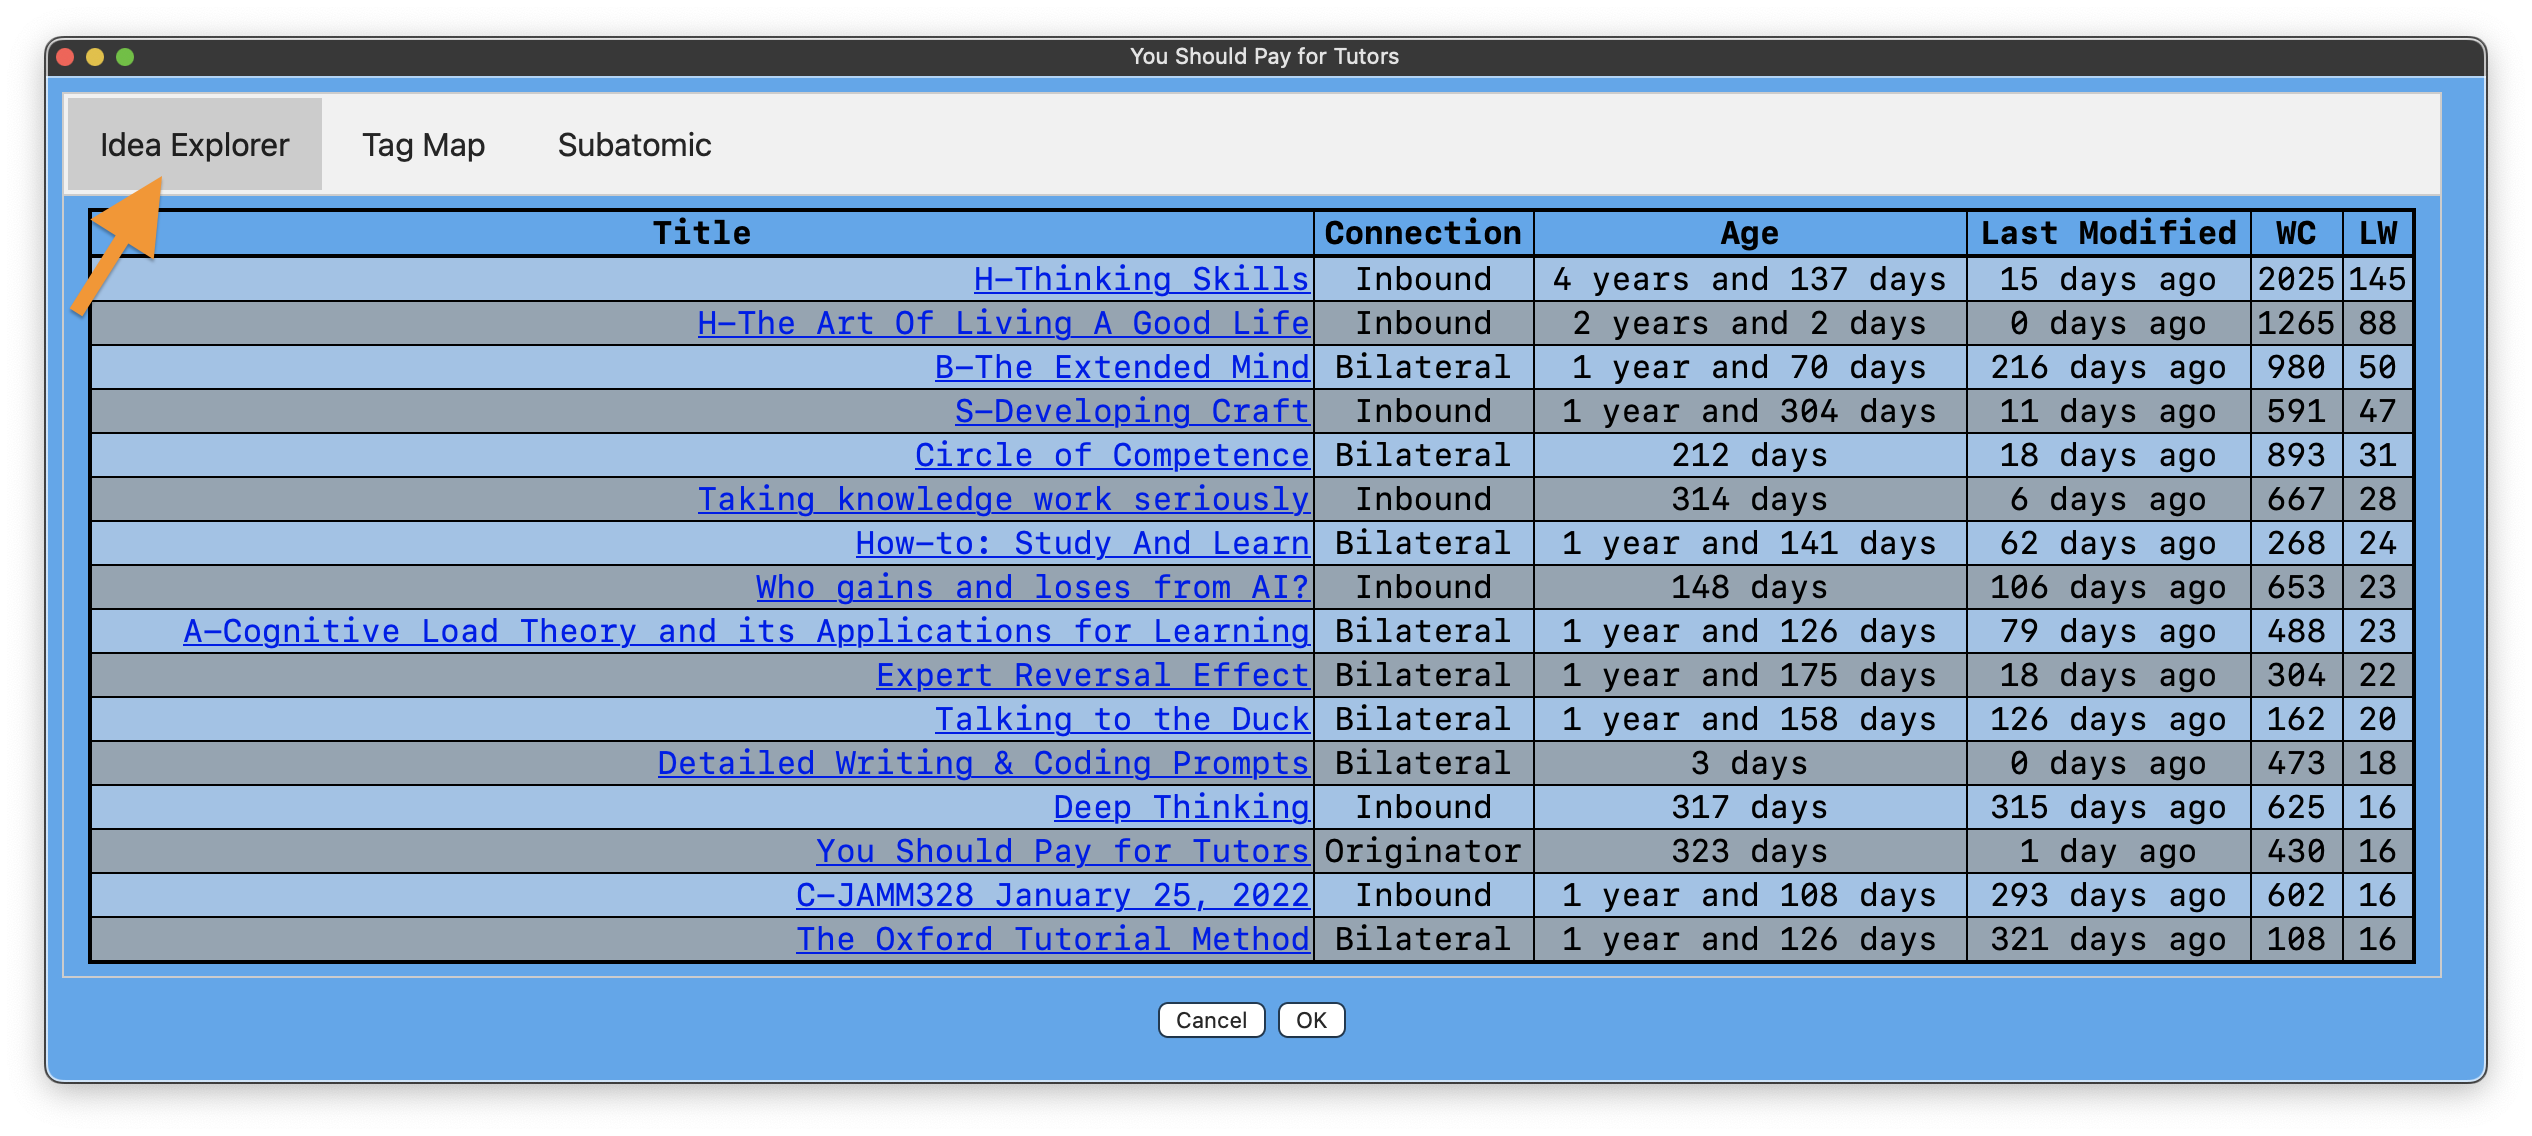 You Should Pay for Tutors
Idea Explorer Tag Map Subatomic
Title Connection Age Last Modified WC LW
H-Thinking Skills Inbound 4 years and 137 days 15 days ago 2025 145
H-The Art Of Living A Good Life Inbound 2 years and 2 days 0 days ago 1265 88
B-The Extended Mind Bilateral 1 year and 70 days 216 days ago 980 50
S-Developing Craft Inbound 1 year and 304 days 11 days ago 591 47
Circle of Competence Bilateral 212 days 18 days ago 893 31
Taking knowledge work seriously Inbound 314 days 6 days ago 667 28
How-to: Study And Learn Bilateral 1 year and 141 days 62 days ago 268 24
Who gains and loses from AI? Inbound 148 days 106 days ago 653 23
A-Cognitive Load Theory and its Applications for Learning Bilateral 1 year and 126 days 79 days ago 488 23
Expert Reversal Effect Bilateral 1 year and 175 days 18 days ago 304 22
Talking to the Duck Bilateral 1 year and 158 days 126 days ago 162 20
Detailed Writing & Coding Prompts Bilateral 3 days 0 days ago 473 18
Deep Thinking Inbound 317 days 315 days ago 625 16
You Should Pay for Tutors Originator 323 days 1 day ago 430 16
C-JAMM328 January 25, 2022 Inbound 1 year and 108 days 293 days ago 602 16
The Oxford Tutorial Method Bilateral 1 year and 126 days 321 days ago 108 16
Cancel OK